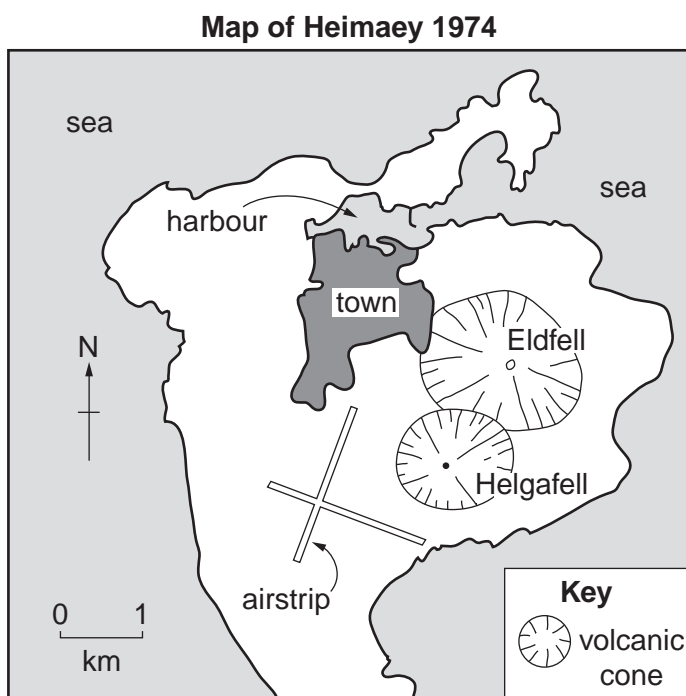 Map of Heimaey 1974
sea
sea
harbour
town
N
Eldfell
Helgafell
airstrip
0 1
km
Key
volcanic
cone